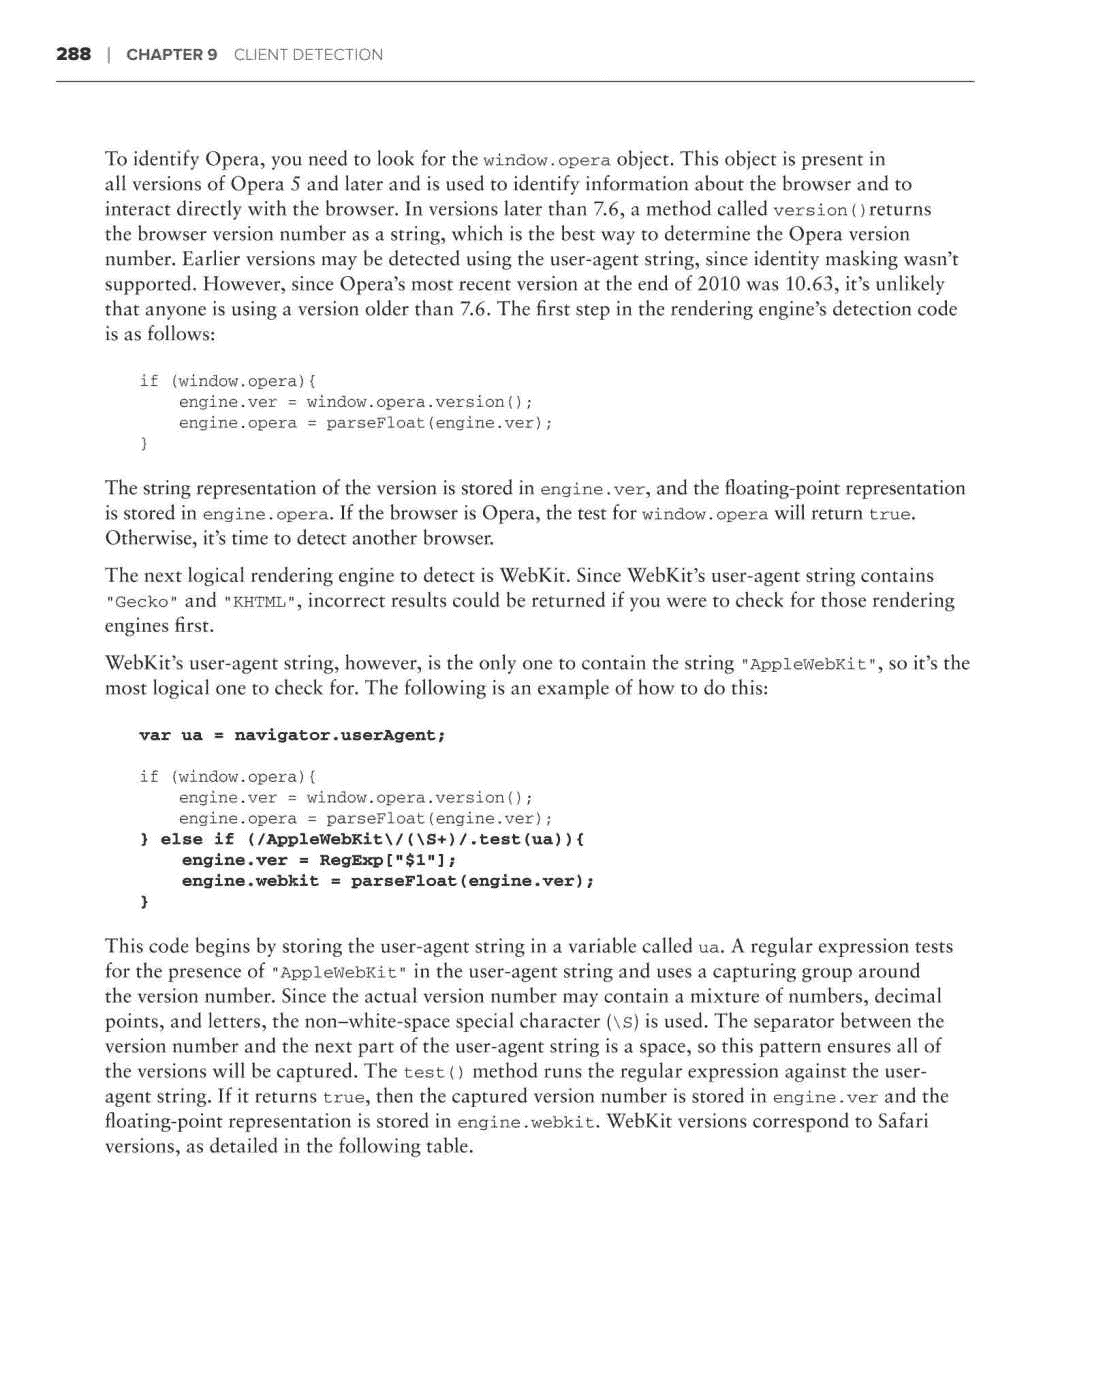 288 | CHAPTER 9 CLIENT DETECTION
To identify Opera, you need to look for the window.opera object. This object is present in
all versions of Opera 5 and later and is used to identify information about the browser and to
interact directly with the browser. In versions later than 7.6, a method called version()returns
the browser version number as a string, which is the best way to determine the Opera version
number. Earlier versions may be detected using the user-agent string, since identity masking wasn’t
supported. However, since Opera’s most recent version at the end of 2010 was 10.63, it’s unlikely
that anyone is using a version older than 7.6. The first step in the rendering engine’s detection code
is as follows:
if (window.opera){
    engine.ver = window.opera.version();
    engine.opera = parseFloat(engine.ver);
}
The string representation of the version is stored in engine.ver, and the floating-point representation
is stored in engine.opera. If the browser is Opera, the test for window.opera will return true.
Otherwise, it’s time to detect another browser.
The next logical rendering engine to detect is WebKit. Since WebKit’s user-agent string contains
"Gecko" and "KHTML", incorrect results could be returned if you were to check for those rendering
engines first.
WebKit’s user-agent string, however, is the only one to contain the string "AppleWebKit", so it’s the
most logical one to check for. The following is an example of how to do this:
var ua = navigator.userAgent;
if (window.opera){
    engine.ver = window.opera.version();
    engine.opera = parseFloat(engine.ver);
} else if (/AppleWebKit\/(\S+)/.test(ua)){
    engine.ver = RegExp["$1"];
    engine.webkit = parseFloat(engine.ver);
}
This code begins by storing the user-agent string in a variable called ua. A regular expression tests
for the presence of "AppleWebKit" in the user-agent string and uses a capturing group around
the version number. Since the actual version number may contain a mixture of numbers, decimal
points, and letters, the non–white-space special character (\S) is used. The separator between the
version number and the next part of the user-agent string is a space, so this pattern ensures all of
the versions will be captured. The test() method runs the regular expression against the user-
agent string. If it returns true, then the captured version number is stored in engine.ver and the
floating-point representation is stored in engine.webkit. WebKit versions correspond to Safari
versions, as detailed in the following table.